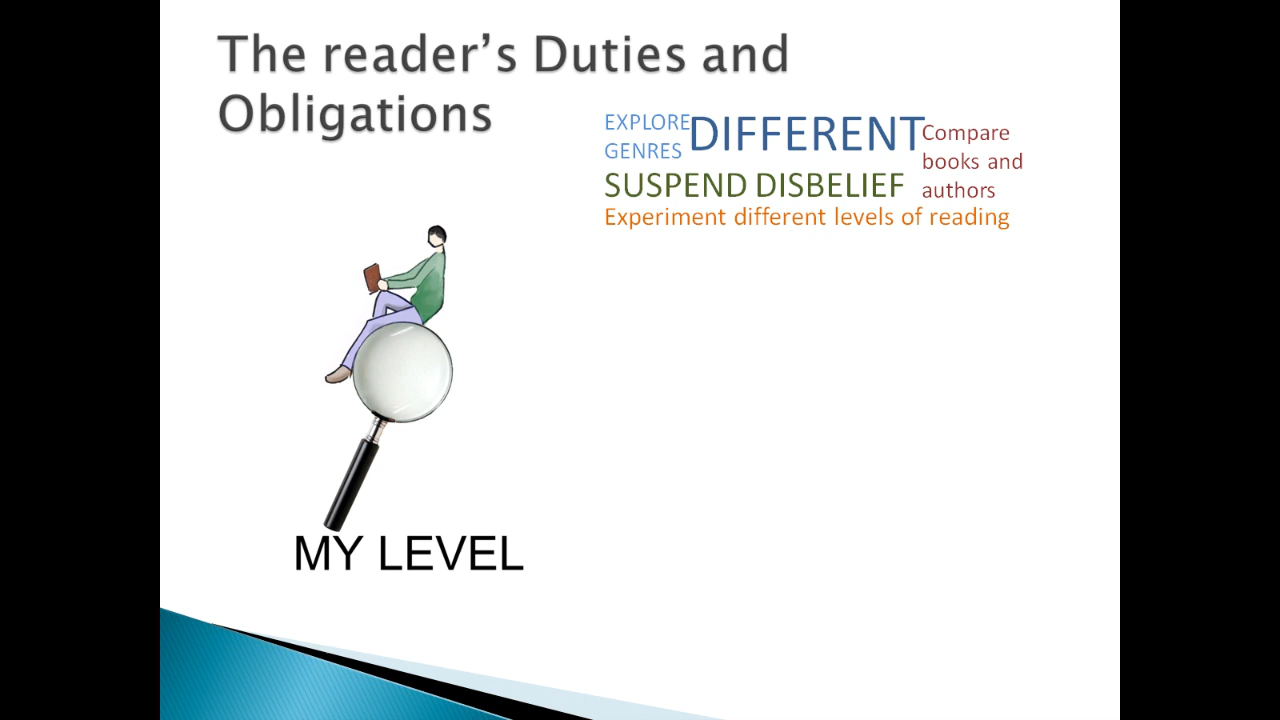 The reader’s Duties and
Obligations
EXPLORE
GENRES
DIFFERENT
Compare
books and
authors
SUSPEND DISBELIEF
Experiment different levels of reading
MY LEVEL